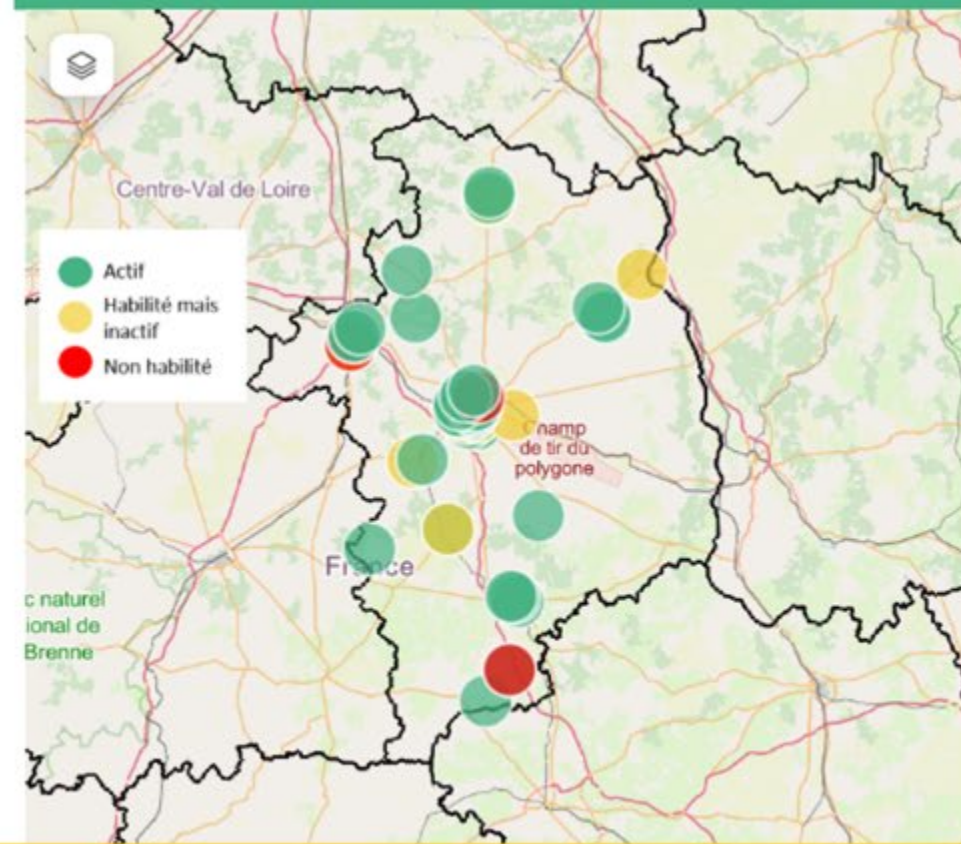 Centre-Val de Loire
Actif
Habilité mais
inactif
Non habilité
Champ
de tir du
polygone
France
c naturel
ional de
Brenne